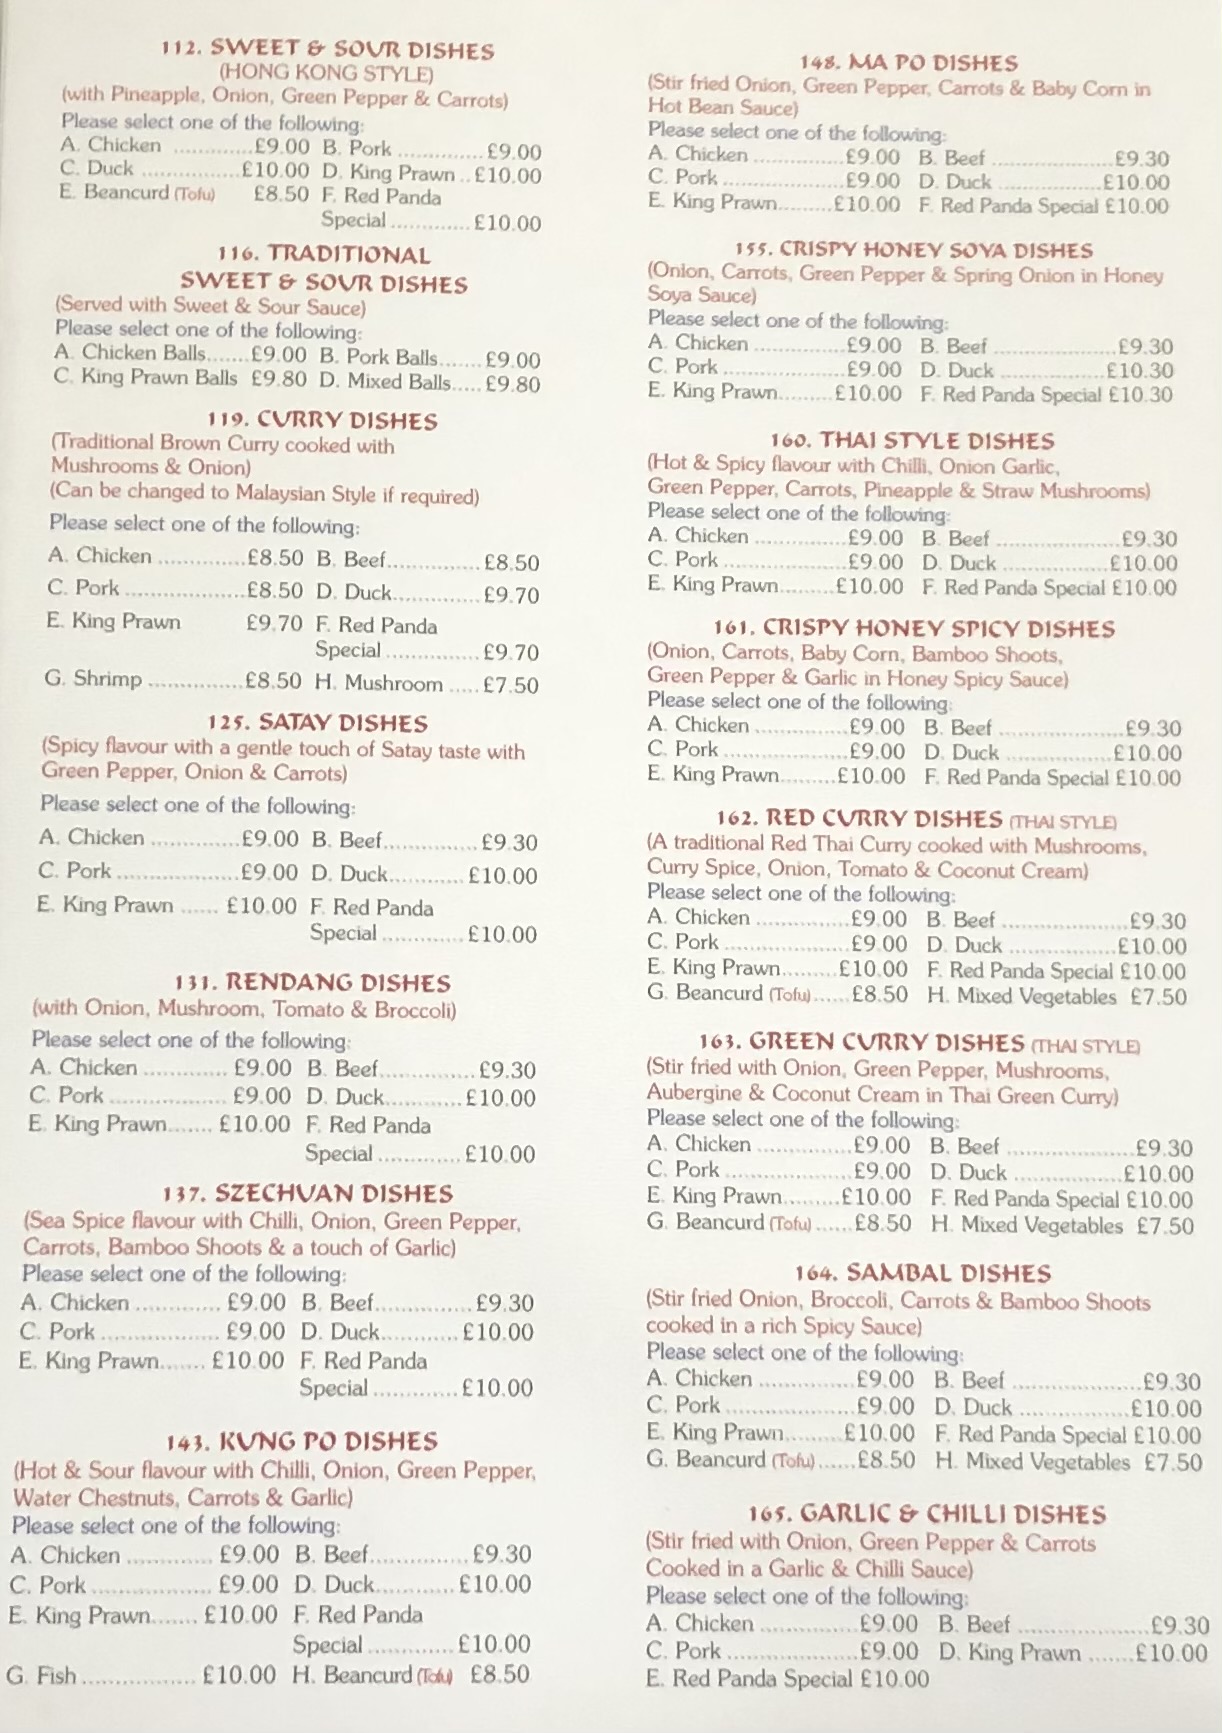 112. SWEET & SOUR DISHES
(HONG KONG STYLE)
(with Pineapple, Onion, Green Pepper & Carrots)
Please select one of the following:
A. Chicken ............. £9.00 B. Pork .............. £9.00
C. Duck ................ £10.00 D. King Prawn .. £10.00
E. Beancurd (Tofu) £8.50 F. Red Panda
Special ............. £10.00
116. TRADITIONAL
SWEET & SOUR DISHES
(Served with Sweet & Sour Sauce)
Please select one of the following:
A. Chicken Balls....... £9.00 B. Pork Balls....... £9.00
C. King Prawn Balls £9.80 D. Mixed Balls..... £9.80
119. CURRY DISHES
(Traditional Brown Curry cooked with
Mushrooms & Onion)
(Can be changed to Malaysian Style if required)
Please select one of the following:
A. Chicken .............. £8.50 B. Beef............... £8.50
C. Pork ................... £8.50 D. Duck.............. £9.70
E. King Prawn £9.70 F. Red Panda
Special ............... £9.70
G. Shrimp ............... £8.50 H. Mushroom ..... £7.50
125. SATAY DISHES
(Spicy flavour with a gentle touch of Satay taste with
Green Pepper, Onion & Carrots)
Please select one of the following:
A. Chicken .............. £9.00 B. Beef............... £9.30
C. Pork ................... £9.00 D. Duck............ £10.00
E. King Prawn ...... £10.00 F. Red Panda
Special ............. £10.00
131. RENDANG DISHES
(with Onion, Mushroom, Tomato & Broccoli)
Please select one of the following:
A. Chicken ............. £9.00 B. Beef............... £9.30
C. Pork ................... £9.00 D. Duck............ £10.00
E. King Prawn....... £10.00 F. Red Panda
Special ............. £10.00
137. SZECHUAN DISHES
(Sea Spice flavour with Chilli, Onion, Green Pepper,
Carrots, Bamboo Shoots & a touch of Garlic)
Please select one of the following:
A. Chicken ............. £9.00 B. Beef............... £9.30
C. Pork ................... £9.00 D. Duck............ £10.00
E. King Prawn....... £10.00 F. Red Panda
Special ............. £10.00
143. KUNG PO DISHES
(Hot & Sour flavour with Chilli, Onion, Green Pepper,
Water Chestnuts, Carrots & Garlic)
Please select one of the following:
A. Chicken ............. £9.00 B. Beef............... £9.30
C. Pork ................... £9.00 D. Duck............ £10.00
E. King Prawn....... £10.00 F. Red Panda
Special ............. £10.00
G. Fish .................. £10.00 H. Beancurd (Tofu) £8.50
148. MA PO DISHES
(Stir fried Onion, Green Pepper, Carrots & Baby Corn in
Hot Bean Sauce)
Please select one of the following:
A. Chicken .............. £9.00 B. Beef ................... £9.30
C. Pork ................... £9.00 D. Duck ................ £10.00
E. King Prawn......... £10.00 F. Red Panda Special £10.00
155. CRISPY HONEY SOYA DISHES
(Onion, Carrots, Green Pepper & Spring Onion in Honey
Soya Sauce)
Please select one of the following:
A. Chicken .............. £9.00 B. Beef ................... £9.30
C. Pork ................... £9.00 D. Duck ................ £10.30
E. King Prawn......... £10.00 F. Red Panda Special £10.30
160. THAI STYLE DISHES
(Hot & Spicy flavour with Chilli, Onion Garlic,
Green Pepper, Carrots, Pineapple & Straw Mushrooms)
Please select one of the following:
A. Chicken .............. £9.00 B. Beef ................... £9.30
C. Pork ................... £9.00 D. Duck ................ £10.00
E. King Prawn......... £10.00 F. Red Panda Special £10.00
161. CRISPY HONEY SPICY DISHES
(Onion, Carrots, Baby Corn, Bamboo Shoots,
Green Pepper & Garlic in Honey Spicy Sauce)
Please select one of the following:
A. Chicken .............. £9.00 B. Beef ................... £9.30
C. Pork ................... £9.00 D. Duck ................ £10.00
E. King Prawn......... £10.00 F. Red Panda Special £10.00
162. RED CURRY DISHES (THAI STYLE)
(A traditional Red Thai Curry cooked with Mushrooms,
Curry Spice, Onion, Tomato & Coconut Cream)
Please select one of the following:
A. Chicken .............. £9.00 B. Beef ................... £9.30
C. Pork ................... £9.00 D. Duck ................ £10.00
E. King Prawn......... £10.00 F. Red Panda Special £10.00
G. Beancurd (Tofu)...... £8.50 H. Mixed Vegetables £7.50
163. GREEN CURRY DISHES (THAI STYLE)
(Stir fried with Onion, Green Pepper, Mushrooms,
Aubergine & Coconut Cream in Thai Green Curry)
Please select one of the following:
A. Chicken .............. £9.00 B. Beef ................... £9.30
C. Pork ................... £9.00 D. Duck ................ £10.00
E. King Prawn......... £10.00 F. Red Panda Special £10.00
G. Beancurd (Tofu)...... £8.50 H. Mixed Vegetables £7.50
164. SAMBAL DISHES
(Stir fried Onion, Broccoli, Carrots & Bamboo Shoots
cooked in a rich Spicy Sauce)
Please select one of the following:
A. Chicken .............. £9.00 B. Beef ................... £9.30
C. Pork ................... £9.00 D. Duck ................ £10.00
E. King Prawn......... £10.00 F. Red Panda Special £10.00
G. Beancurd (Tofu)...... £8.50 H. Mixed Vegetables £7.50
165. GARLIC & CHILLI DISHES
(Stir fried with Onion, Green Pepper & Carrots
Cooked in a Garlic & Chilli Sauce)
Please select one of the following:
A. Chicken .............. £9.00 B. Beef ................... £9.30
C. Pork ................... £9.00 D. King Prawn ....... £10.00
E. Red Panda Special £10.00